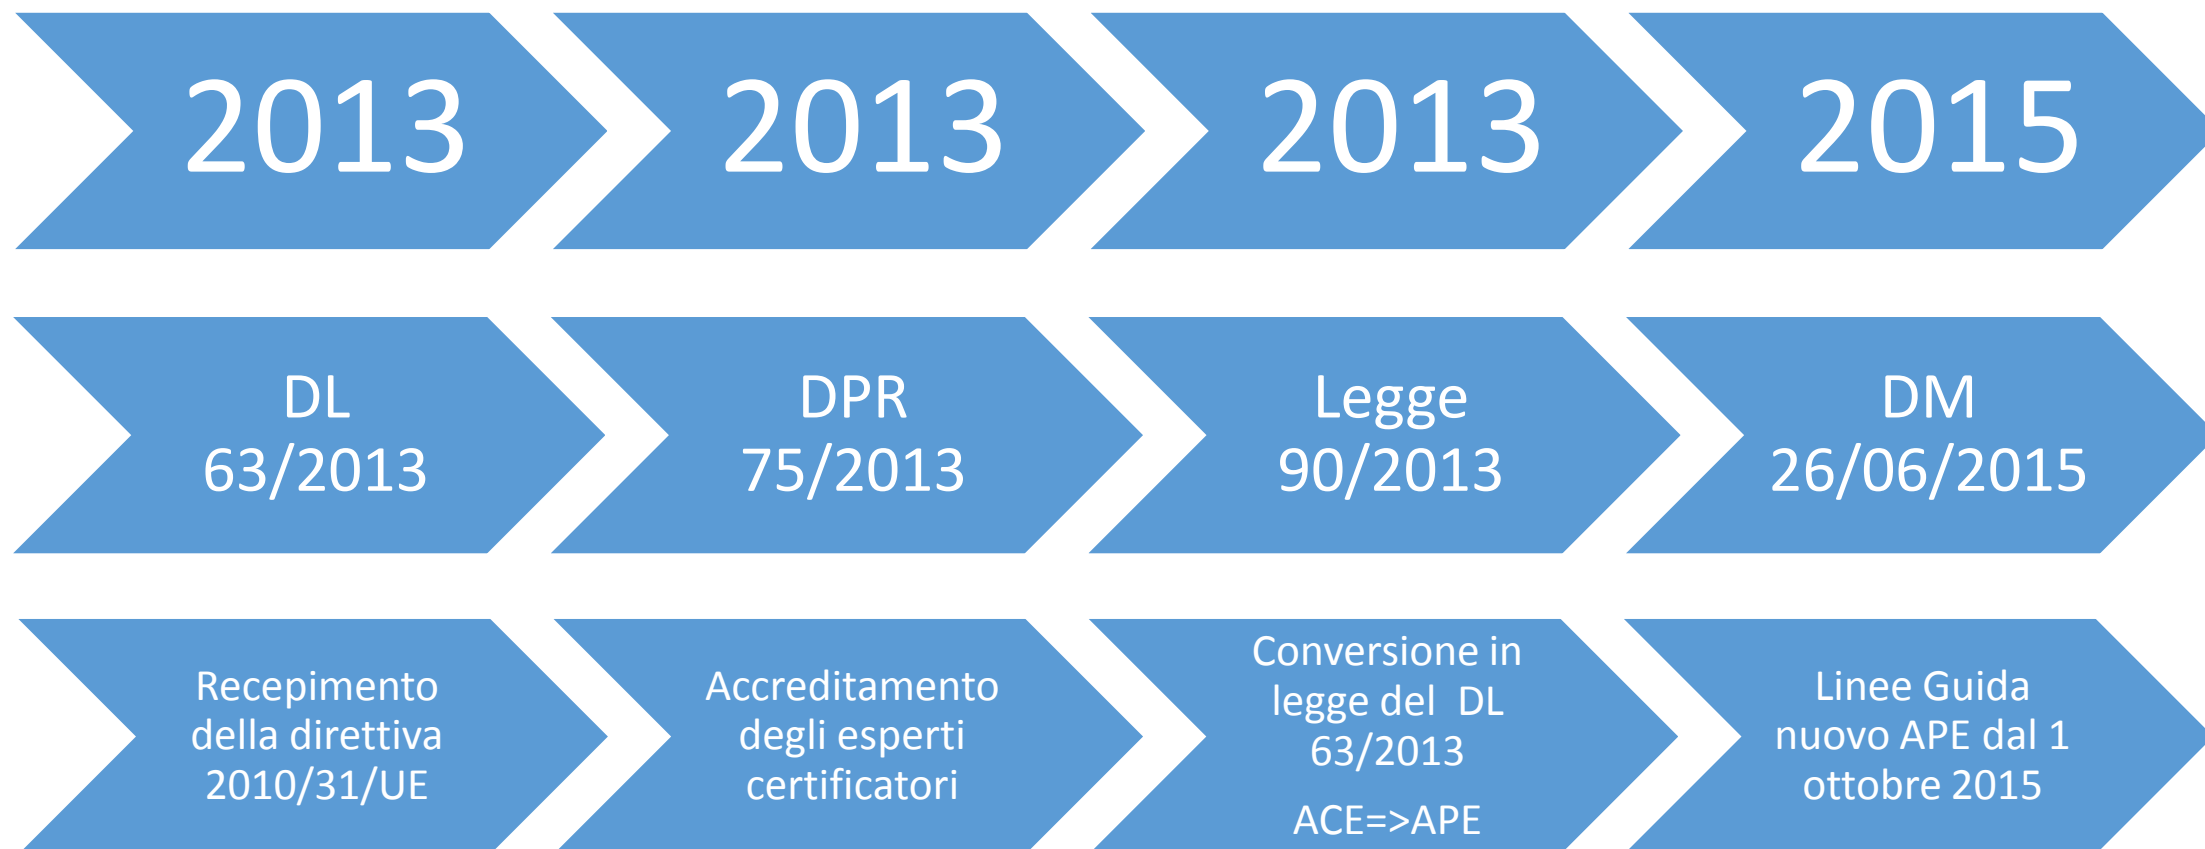 2013
2013
2013
2015
DL
63/2013
DPR
75/2013
Legge
90/2013
DM
26/06/2015
Recepimento
della direttiva
2010/31/UE
Accreditamento
degli esperti
certificatori
Conversione in
legge del DL
63/2013
ACE=>APE
Linee Guida
nuovo APE dal 1
ottobre 2015